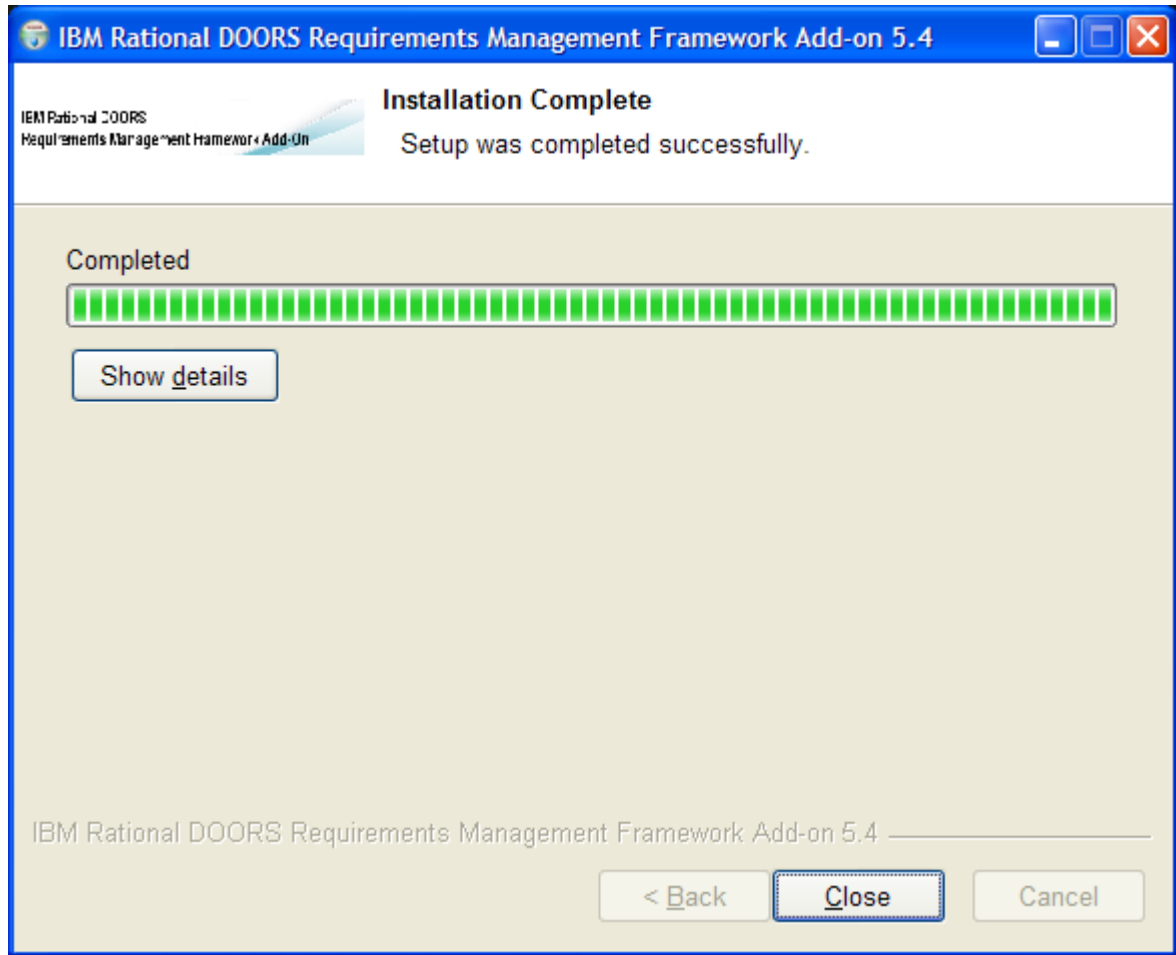 IBM Rational DOORS Requirements Management Framework Add-on 5.4
Installation Complete
IBM Rational DOORS
Setup was completed successfully.
Requirements Management Framework Add-On
Completed
Show details
IBM Rational DOORS Requirements Management Framework Add-on 5.4
< Back
Close
Cancel